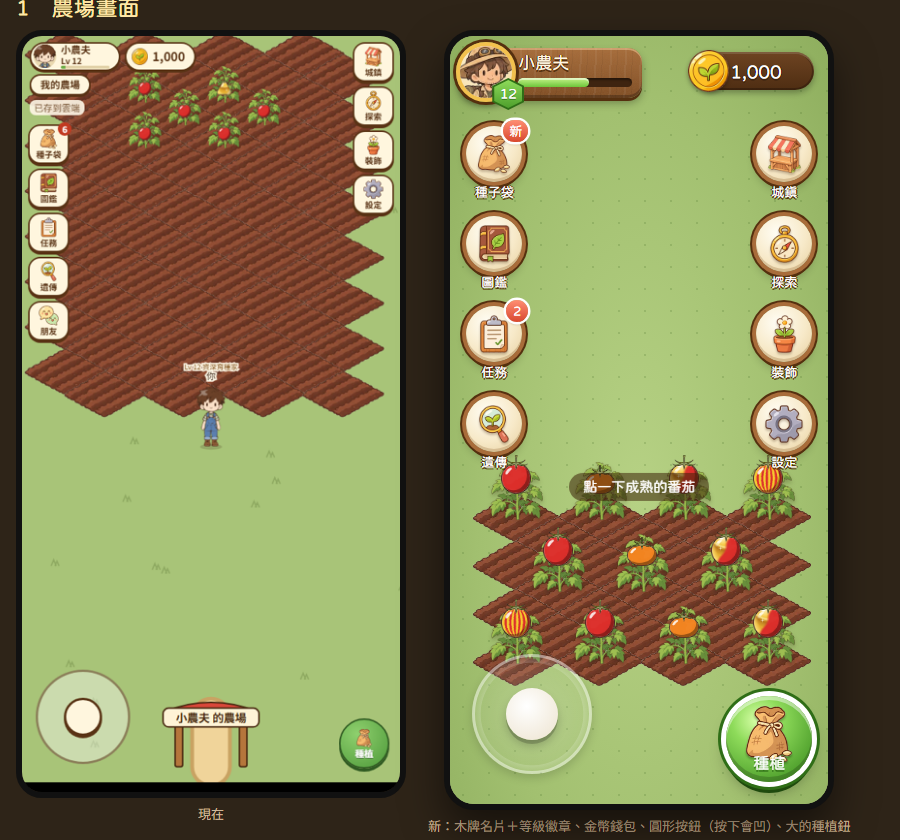 1 農場畫面
小農夫
Lv 12
1,000
我的農場
已存到雲端
6
種子袋
圖鑑
任務
遺傳
朋友
城鎮
探索
裝飾
設定
你
小農夫 的農場
種植
現在
小農夫
12
1,000
新
種子袋
圖鑑
2
任務
遺傳
城鎮
探索
裝飾
設定
點一下成熟的番茄
種植
新：木牌名片＋等級徽章、金幣錢包、圓形按鈕（按下會凹）、大的種植鈕